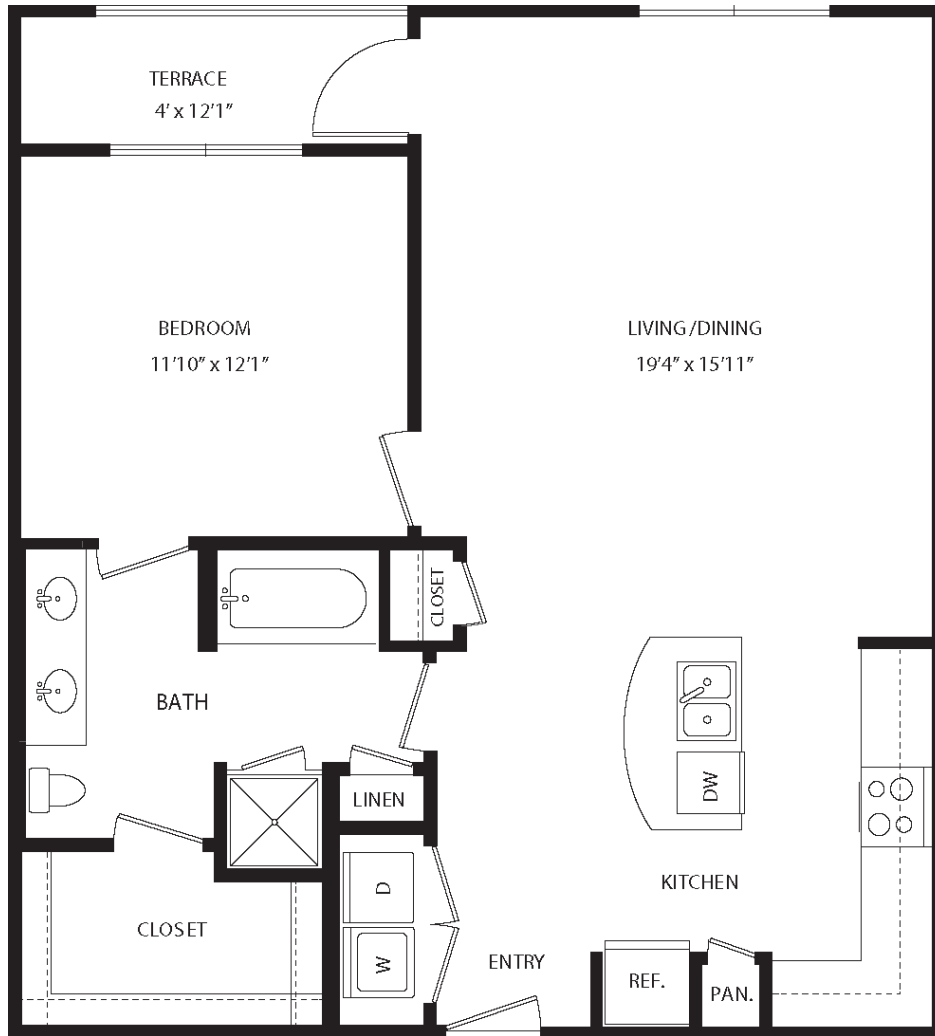 TERRACE
4' x 12'1"
BEDROOM
11'10" x 12'1"
LIVING/DINING
19'4" x 15'11"
CLOSET
BATH
DW
LINEN
D
KITCHEN
CLOSET
W
ENTRY
REF.
PAN.